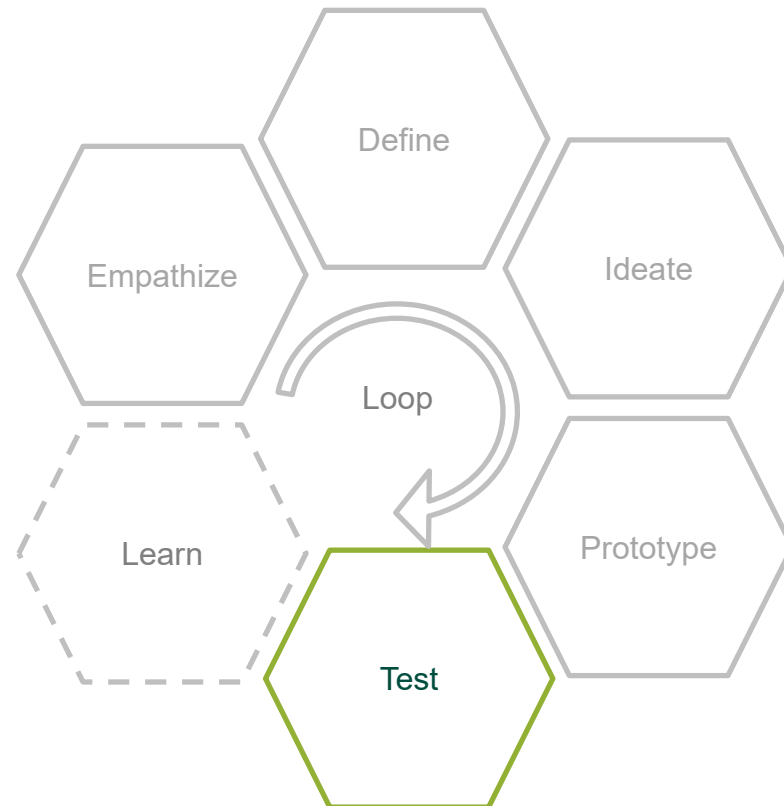 Define
Empathize
Ideate
Loop
Learn
Prototype
Test